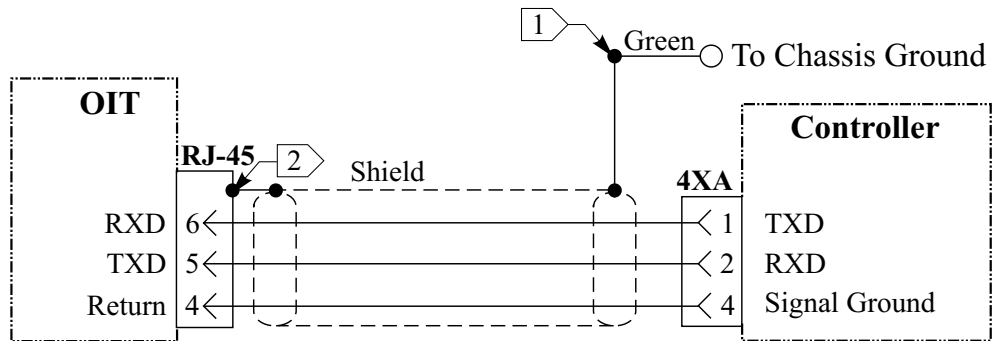 1
Green
To Chassis Ground
OIT
Controller
RJ-45
2
Shield
4XA
RXD 6 1 TXD
TXD 5 2 RXD
Return 4 4 Signal Ground